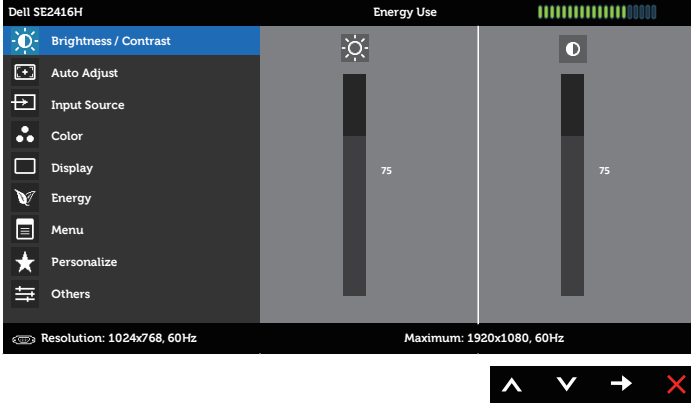 Dell SE2416H
Energy Use
Brightness / Contrast
Auto Adjust
Input Source
Color
Display
Energy
Menu
Personalize
Others
75
75
Resolution: 1024x768, 60Hz
Maximum: 1920x1080, 60Hz